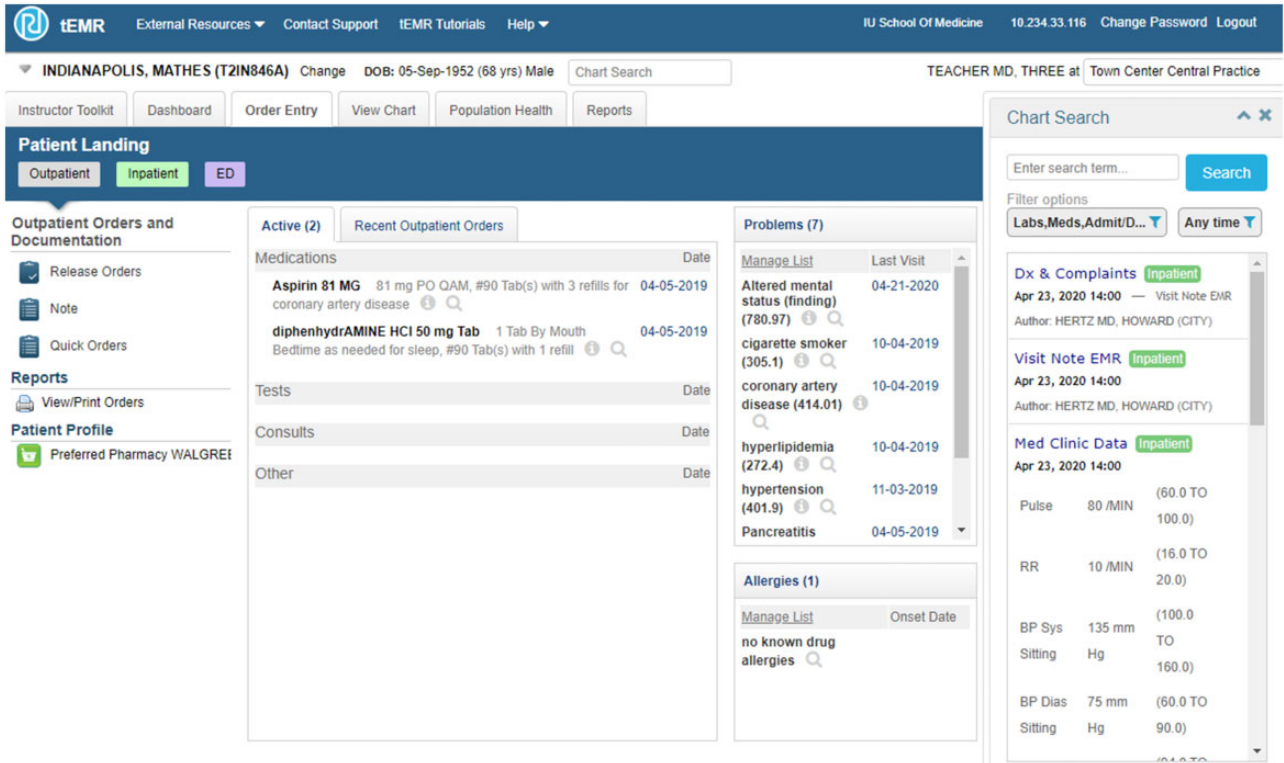 tEMR External Resources Contact Support tEMR Tutorials Help IU School Of Medicine 10.234.33.116 Change Password Logout
INDIANAPOLIS, MATHES (T2IN846A) Change DOB: 05-Sep-1952 (68 yrs) Male Chart Search TEACHER MD, THREE at Town Center Central Practice
Instructor Toolkit Dashboard Order Entry View Chart Population Health Reports
Patient Landing
Outpatient Inpatient ED
Outpatient Orders and
Documentation
Release Orders
Note
Quick Orders
Reports
View/Print Orders
Patient Profile
Preferred Pharmacy WALGREE
Active (2) Recent Outpatient Orders
Medications Date
Aspirin 81 MG 81 mg PO QAM, #90 Tab(s) with 3 refills for 04-05-2019
coronary artery disease
diphenhydrAMINE HCl 50 mg Tab 1 Tab By Mouth 04-05-2019
Bedtime as needed for sleep, #90 Tab(s) with 1 refill
Tests Date
Consults Date
Other Date
Problems (7)
Manage List Last Visit
Altered mental 04-21-2020
status (finding)
(780.97)
cigarette smoker 10-04-2019
(305.1)
coronary artery 10-04-2019
disease (414.01)
hyperlipidemia 10-04-2019
(272.4)
hypertension 11-03-2019
(401.9)
Pancreatitis 04-05-2019
Allergies (1)
Manage List Onset Date
no known drug
allergies
Chart Search
Enter search term... Search
Filter options
Labs,Meds,Admit/D... Any time
Dx & Complaints Inpatient
Apr 23, 2020 14:00 — Visit Note EMR
Author: HERTZ MD, HOWARD (CITY)
Visit Note EMR Inpatient
Apr 23, 2020 14:00
Author: HERTZ MD, HOWARD (CITY)
Med Clinic Data Inpatient
Apr 23, 2020 14:00
Pulse 80 /MIN (60.0 TO
100.0)
RR 10 /MIN (16.0 TO
20.0)
BP Sys 135 mm (100.0
Sitting Hg TO
160.0)
BP Dias 75 mm (60.0 TO
Sitting Hg 90.0)